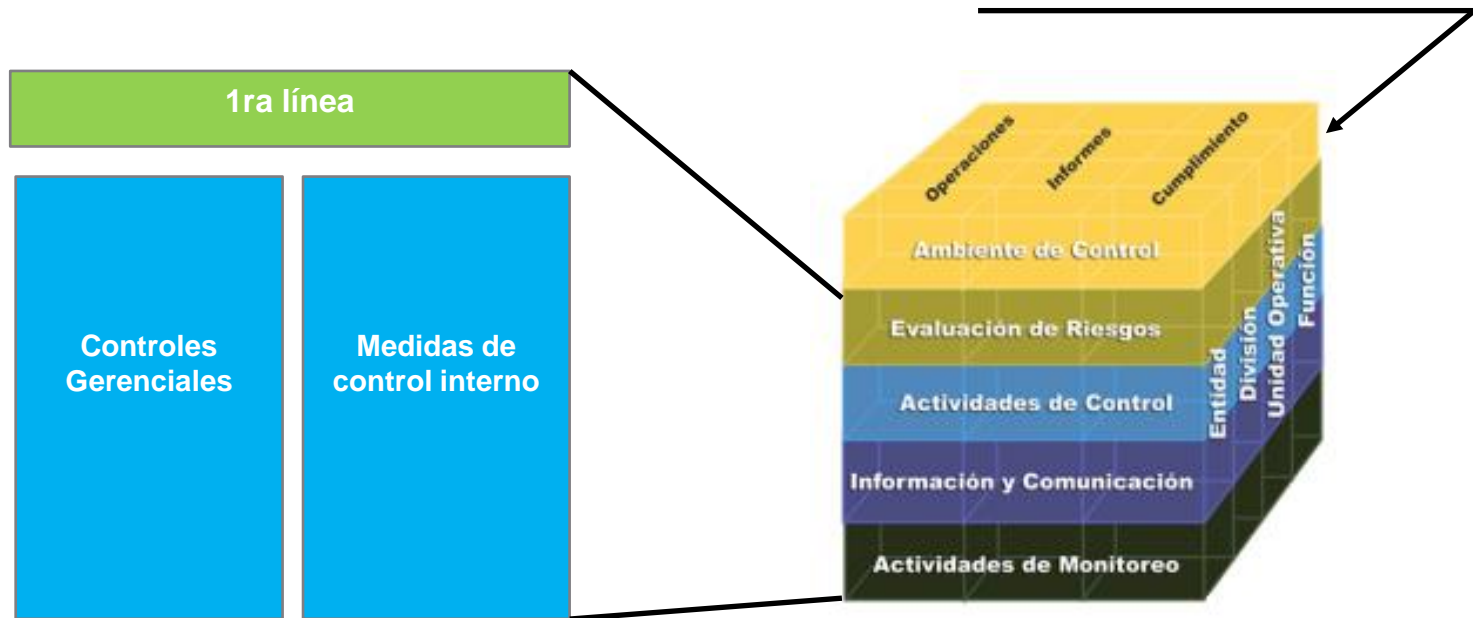 1ra línea
Controles
Gerenciales
Medidas de
control interno
Operaciones
Informes
Cumplimiento
Ambiente de Control
Evaluación de Riesgos
Actividades de Control
Información y Comunicación
Actividades de Monitoreo
Entidad
División
Unidad Operativa
Función